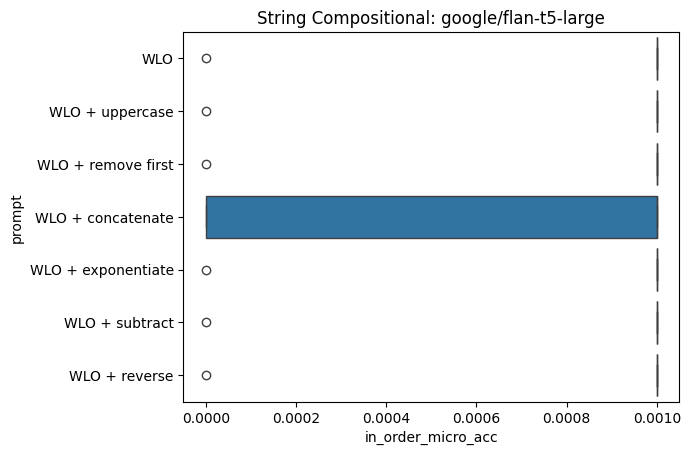 String Compositional: google/flan-t5-large
prompt
WLO
WLO + uppercase
WLO + remove first
WLO + concatenate
WLO + exponentiate
WLO + subtract
WLO + reverse
0.0000 0.0002 0.0004 0.0006 0.0008 0.0010
in_order_micro_acc